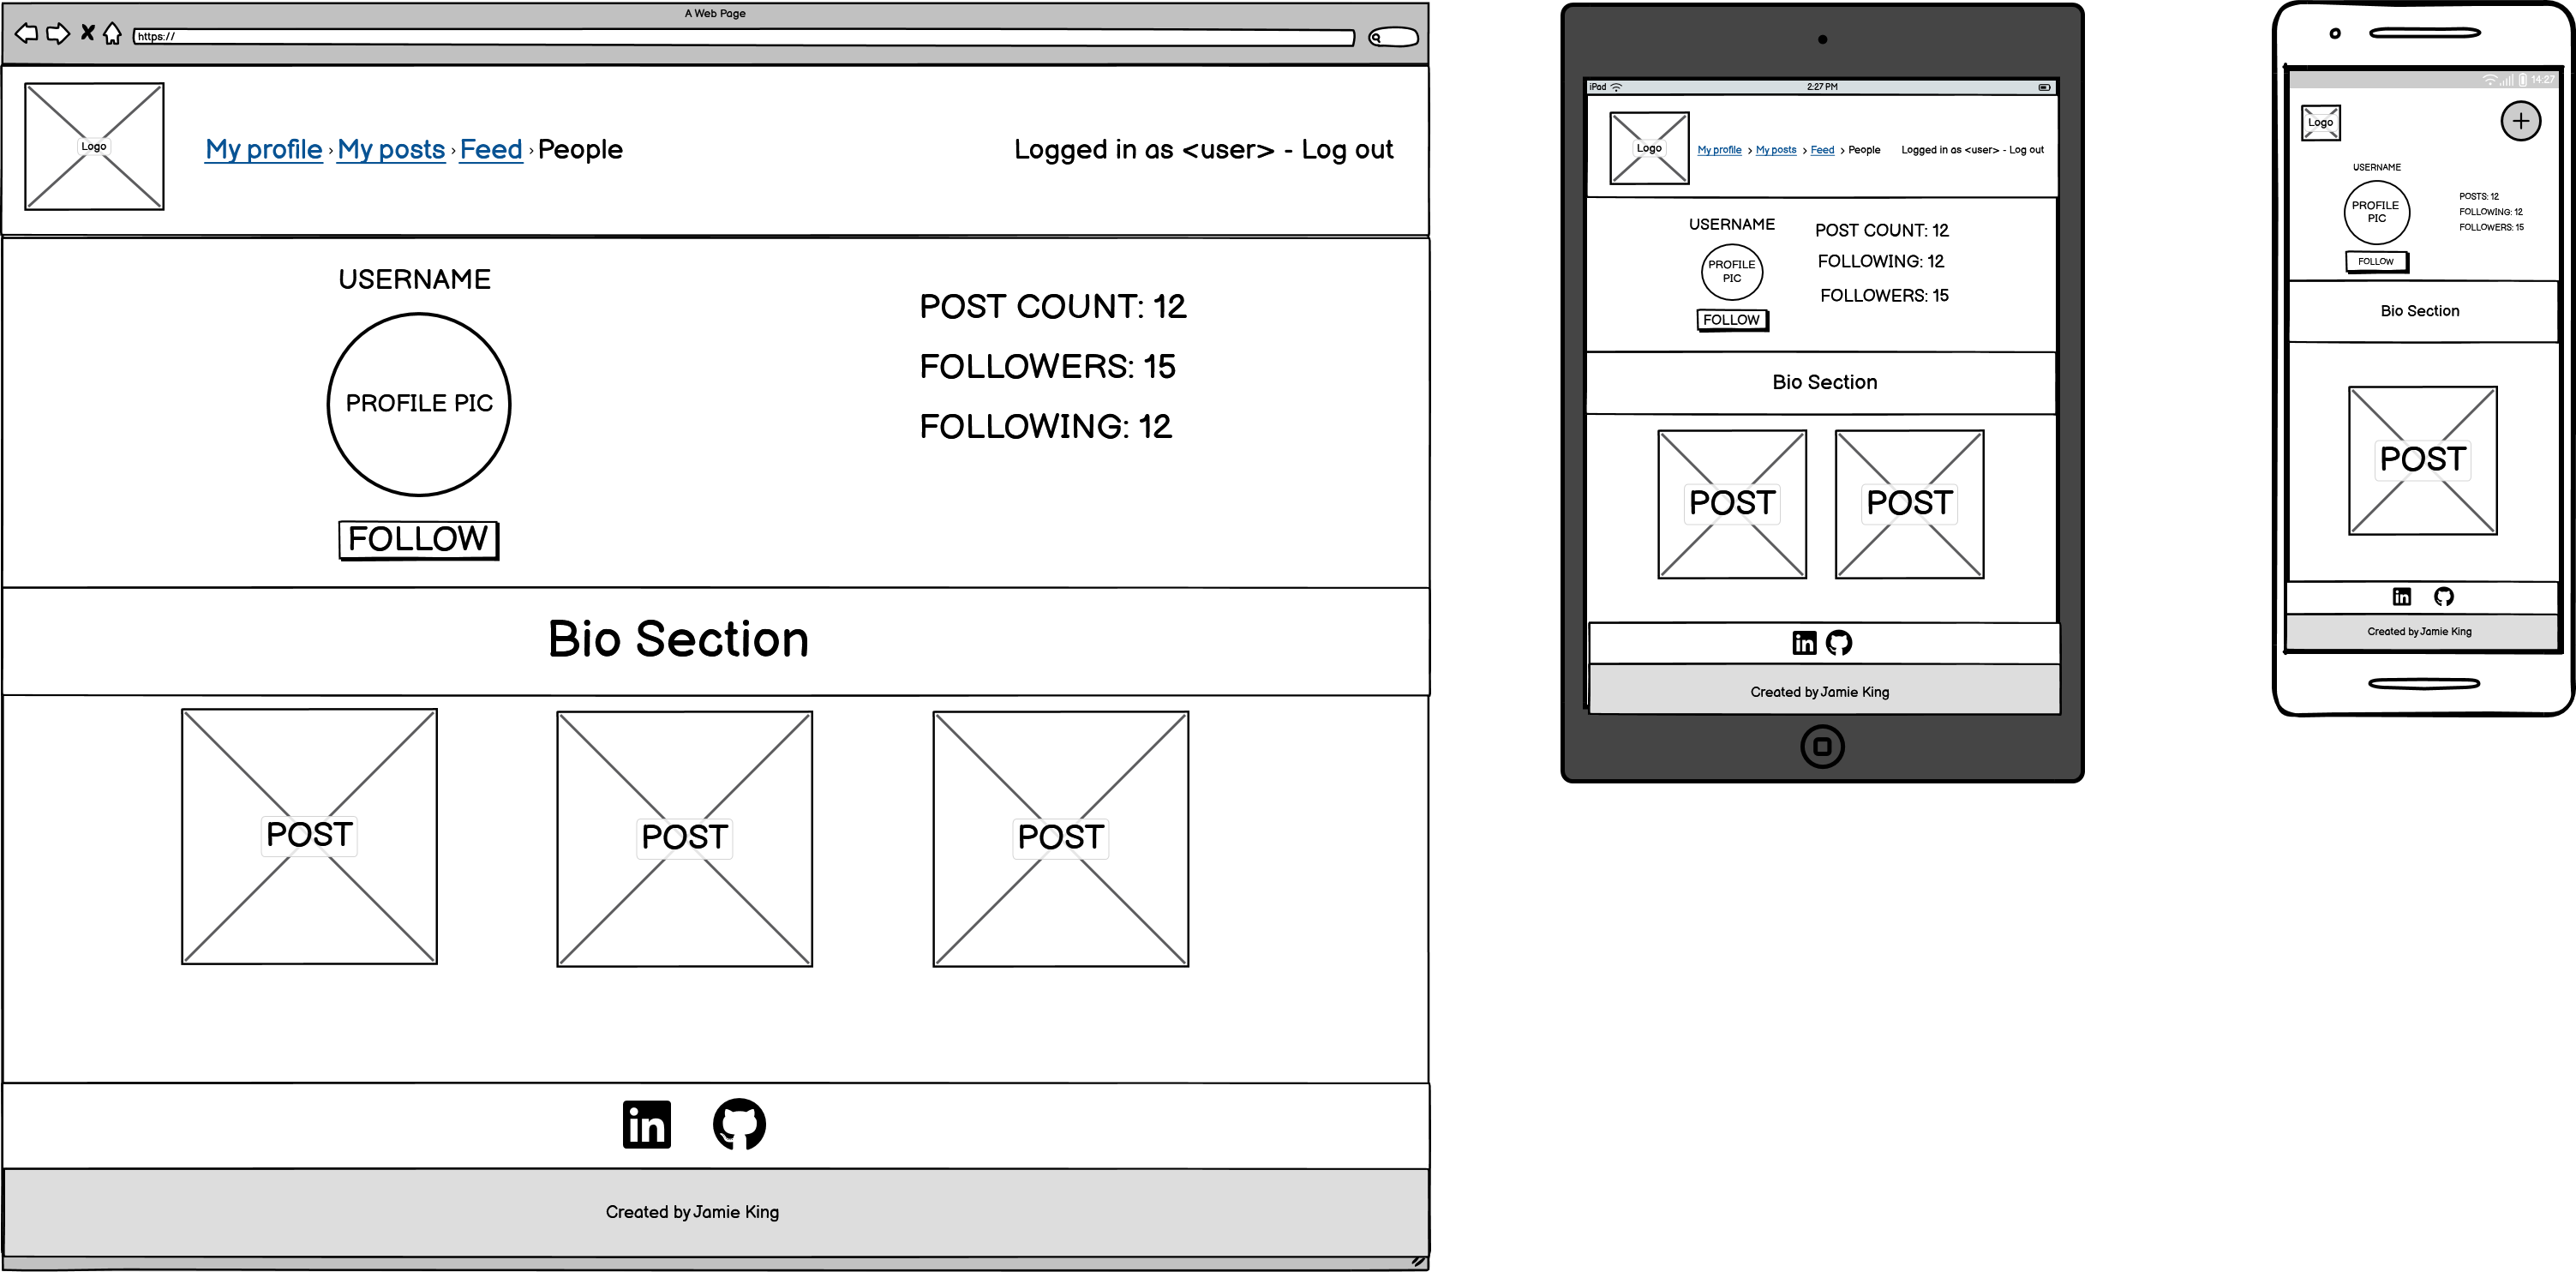 A Web Page
https://
Logo
My profile › My posts › Feed › People
Logged in as <user> - Log out
USERNAME
PROFILE PIC
FOLLOW
POST COUNT: 12
FOLLOWERS: 15
FOLLOWING: 12
Bio Section
POST
POST
POST
in
Created by Jamie King
iPad
2:27 PM
Logo
My profile > My posts > Feed > People
Logged in as <user> - Log out
USERNAME
PROFILE
PIC
FOLLOW
POST COUNT: 12
FOLLOWING: 12
FOLLOWERS: 15
Bio Section
POST
POST
in
Created by Jamie King
14:27
Logo
USERNAME
PROFILE
PIC
FOLLOW
POSTS: 12
FOLLOWING: 12
FOLLOWERS: 15
Bio Section
POST
in
Created by Jamie King